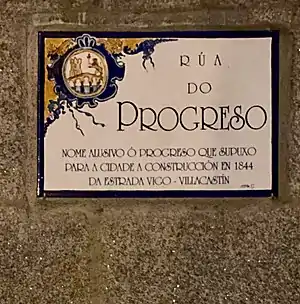 RÚA
DO
PROGRESO
NOME ALUSIVO Ó PROGRESO QUE SUPUXO
PARA A CIDADE A CONSTRUCCIÓN EN 1844
DA ESTRADA VIGO - VILLACASTÍN